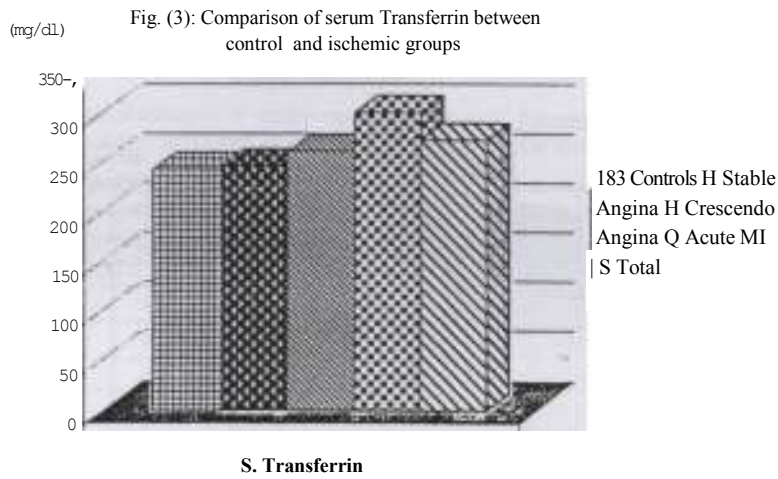 Fig. (3): Comparison of serum Transferrin between
control and ischemic groups
(mg/dl)
350-,
300
250
200
150
100
50
0
183 Controls H Stable
Angina H Crescendo
Angina Q Acute MI
| S Total
S. Transferrin